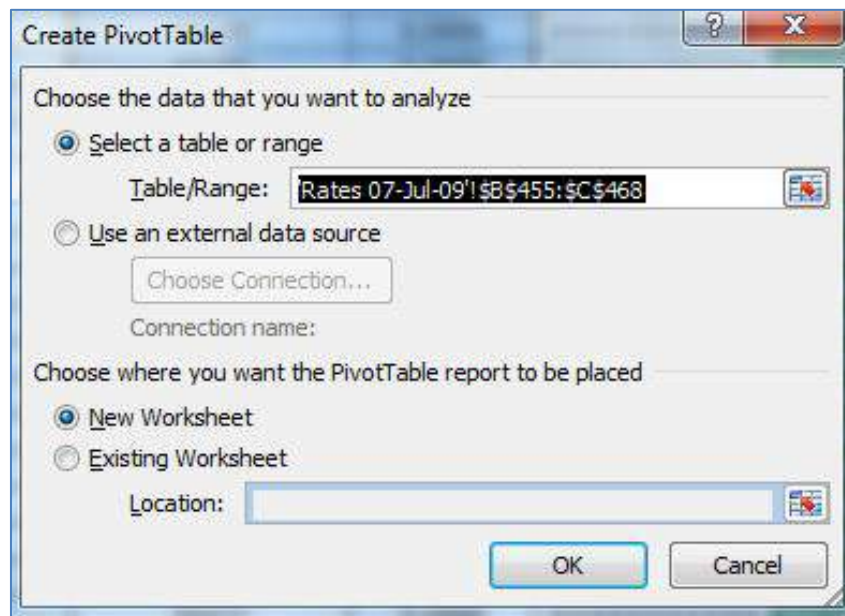 Create PivotTable
?
X
Choose the data that you want to analyze
Select a table or range
Table/Range: 'Rates 07-Jul-09'!$B$455:$C$468
Use an external data source
Choose Connection...
Connection name:
Choose where you want the PivotTable report to be placed
New Worksheet
Existing Worksheet
Location:
OK Cancel